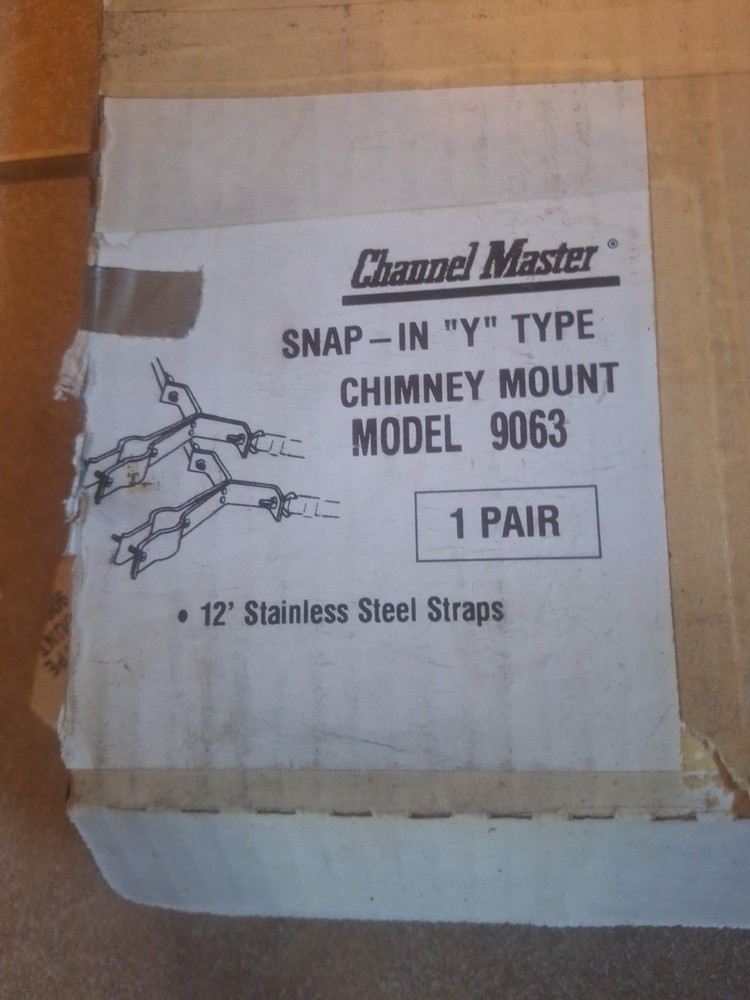 Channel Master®
SNAP-IN "Y" TYPE
CHIMNEY MOUNT
MODEL 9063
1 PAIR
• 12' Stainless Steel Straps